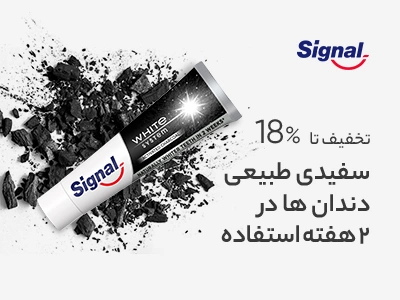 Signal
تخفیف تا 18%
سفیدی طبیعی
دندان ها در
۲ هفته استفاده
WHITE
SYSTEM
Signal